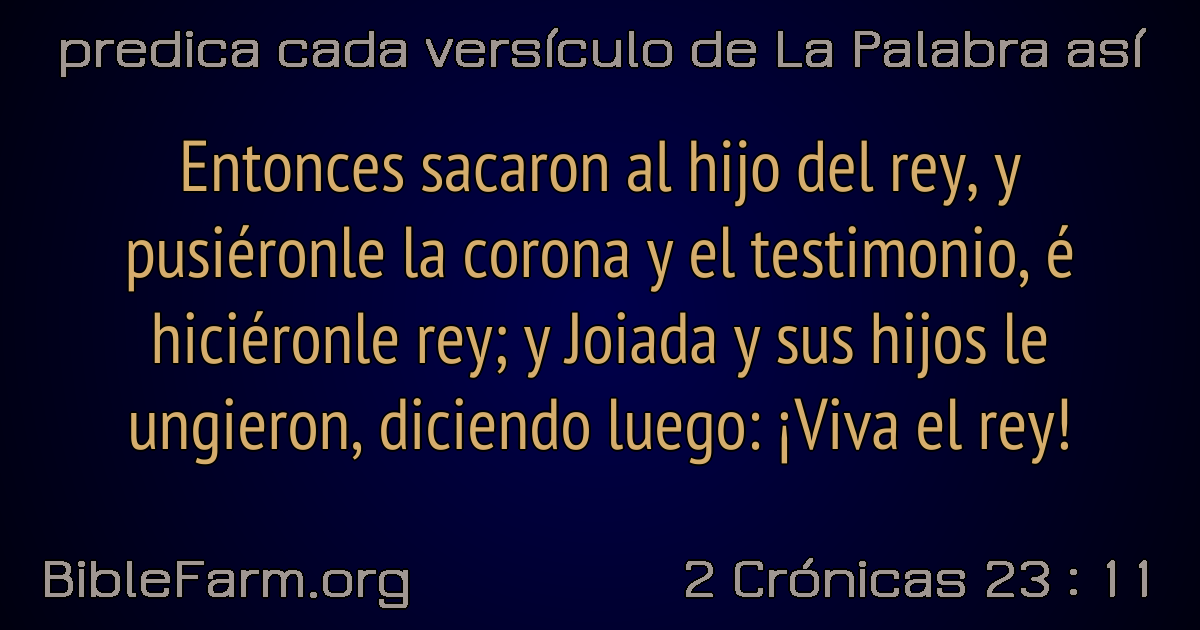 predica cada versículo de La Palabra así
Entonces sacaron al hijo del rey, y
pusiéronle la corona y el testimonio, é
hiciéronle rey; y Joiada y sus hijos le
ungieron, diciendo luego: ¡Viva el rey!
BibleFarm.org
2 Crónicas 23 : 11